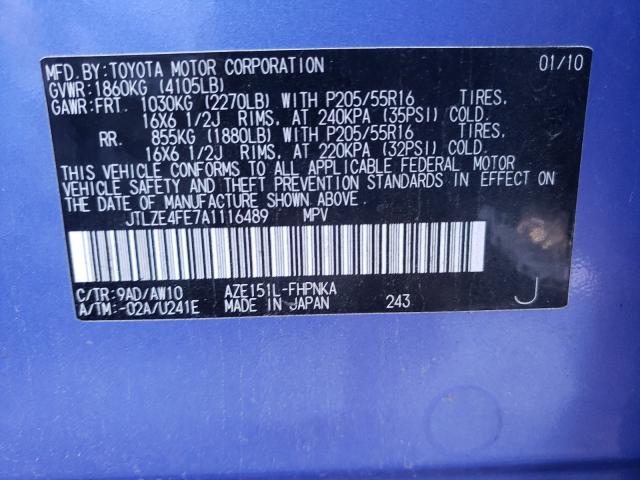 MFD. BY: TOYOTA MOTOR CORPORATION 01/10
GVWR: 1860KG (4105LB)
GAWR: FRT. 1030KG (2270LB) WITH P205/55R16 TIRES,
16X6 1/2J RIMS, AT 240KPA (35PSI) COLD.
RR. 855KG (1880LB) WITH P205/55R16 TIRES,
16X6 1/2J RIMS, AT 220KPA (32PSI) COLD.
THIS VEHICLE CONFORMS TO ALL APPLICABLE FEDERAL MOTOR
VEHICLE SAFETY AND THEFT PREVENTION STANDARDS IN EFFECT ON
THE DATE OF MANUFACTURE SHOWN ABOVE.
JTLZE4FE7A1116489 MPV
C/TR: 9AD/AW10 AZE151L-FHPNKA
A/TM: -02A/U241E MADE IN JAPAN 243 J